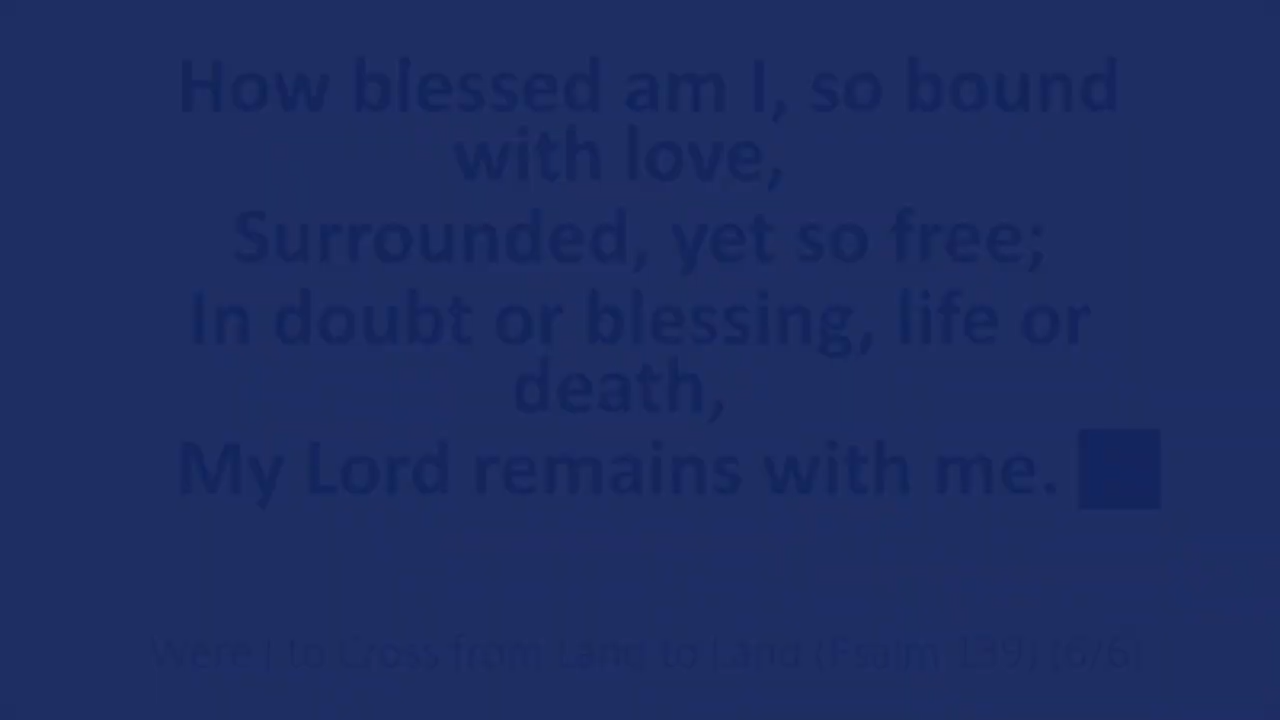 How blessed am I, so bound
with love,
Surrounded, yet so free;
In doubt or blessing, life or
death,
My Lord remains with me.
Were I to Cross from Land to Land (Psalm 139) (6/6)